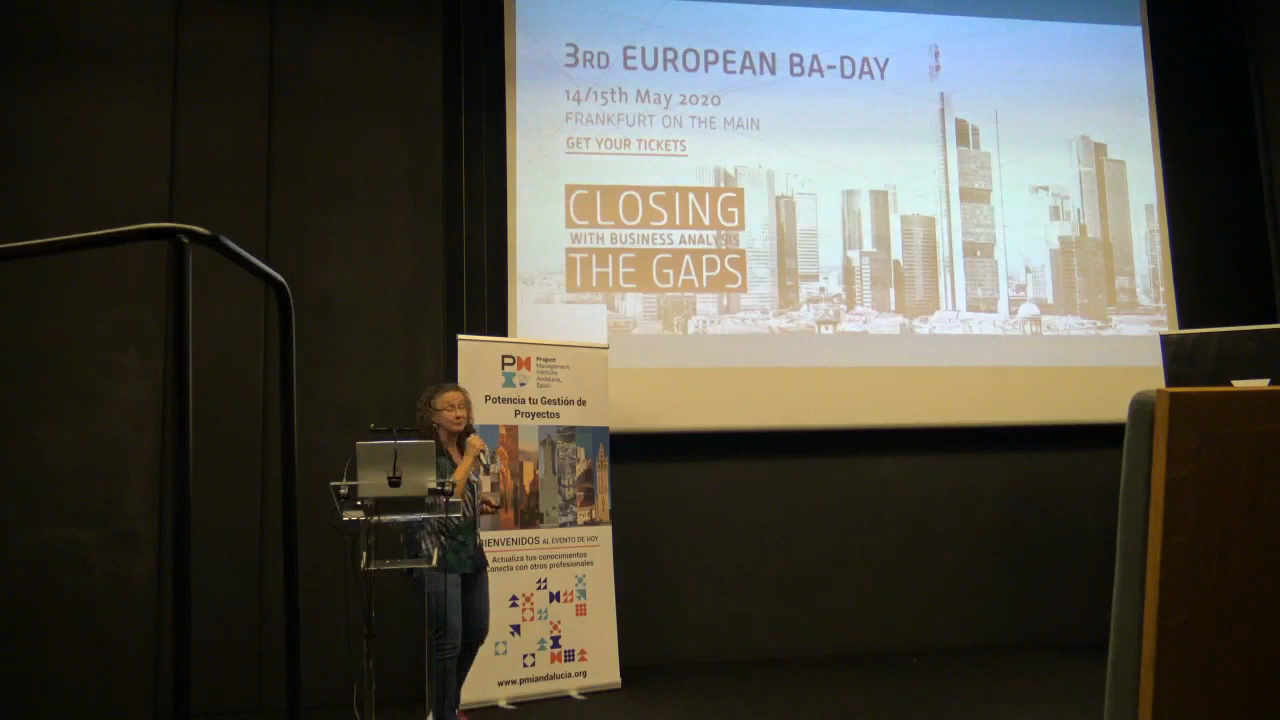 3RD EUROPEAN BA-DAY
14/15th May 2020
FRANKFURT ON THE MAIN
GET YOUR TICKETS
CLOSING
WITH BUSINESS ANALYSIS
THE GAPS
PMI
Project
Management
Institute
Andalucia,
Spain
Potencia tu Gestión de
Proyectos
BIENVENIDOS AL EVENTO DE HOY
Actualiza tus conocimientos
Conecta con otros profesionales
www.pmiandalucia.org